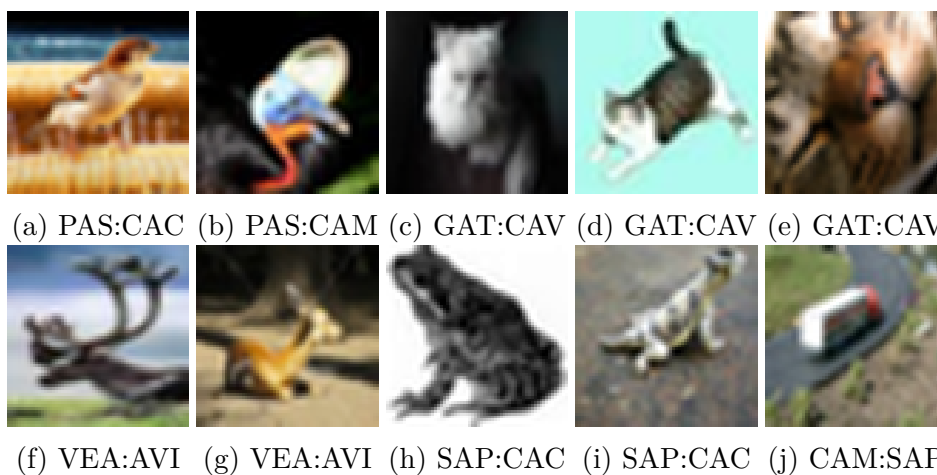 (a) PAS:CAC (b) PAS:CAM (c) GAT:CAV (d) GAT:CAV (e) GAT:CAV
(f) VEA:AVI (g) VEA:AVI (h) SAP:CAC (i) SAP:CAC (j) CAM:SAP